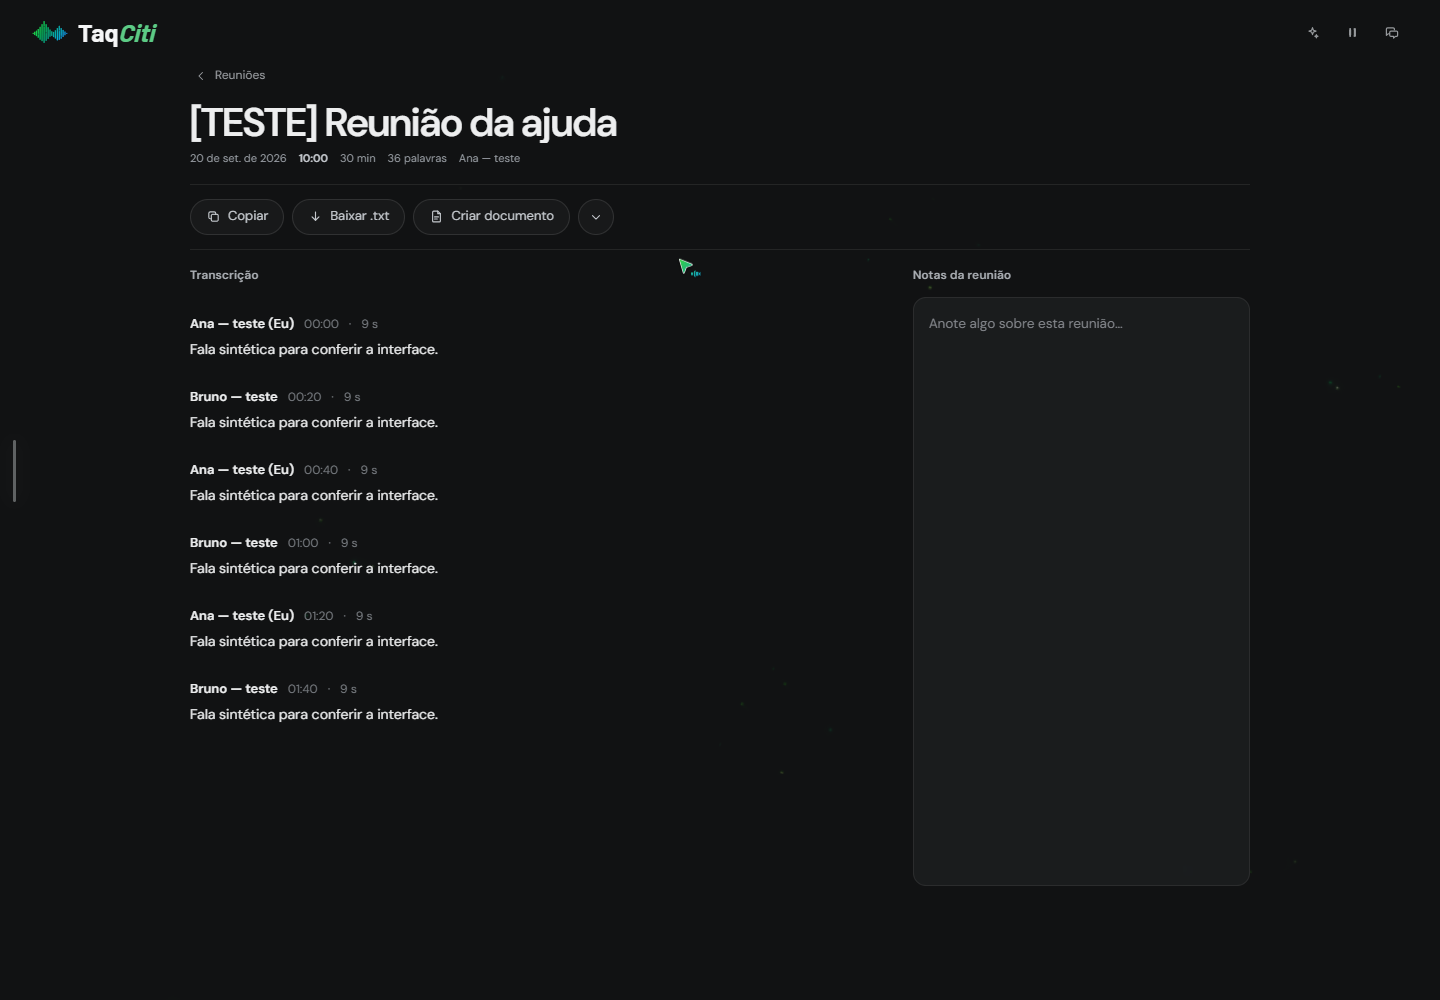 TaqCiti
Reuniões
[TESTE] Reunião da ajuda
20 de set. de 2026 10:00 30 min 36 palavras Ana — teste
Copiar Baixar .txt Criar documento
Transcrição
Ana — teste (Eu) 00:00 · 9 s
Fala sintética para conferir a interface.
Bruno — teste 00:20 · 9 s
Fala sintética para conferir a interface.
Ana — teste (Eu) 00:40 · 9 s
Fala sintética para conferir a interface.
Bruno — teste 01:00 · 9 s
Fala sintética para conferir a interface.
Ana — teste (Eu) 01:20 · 9 s
Fala sintética para conferir a interface.
Bruno — teste 01:40 · 9 s
Fala sintética para conferir a interface.
Notas da reunião
Anote algo sobre esta reunião...